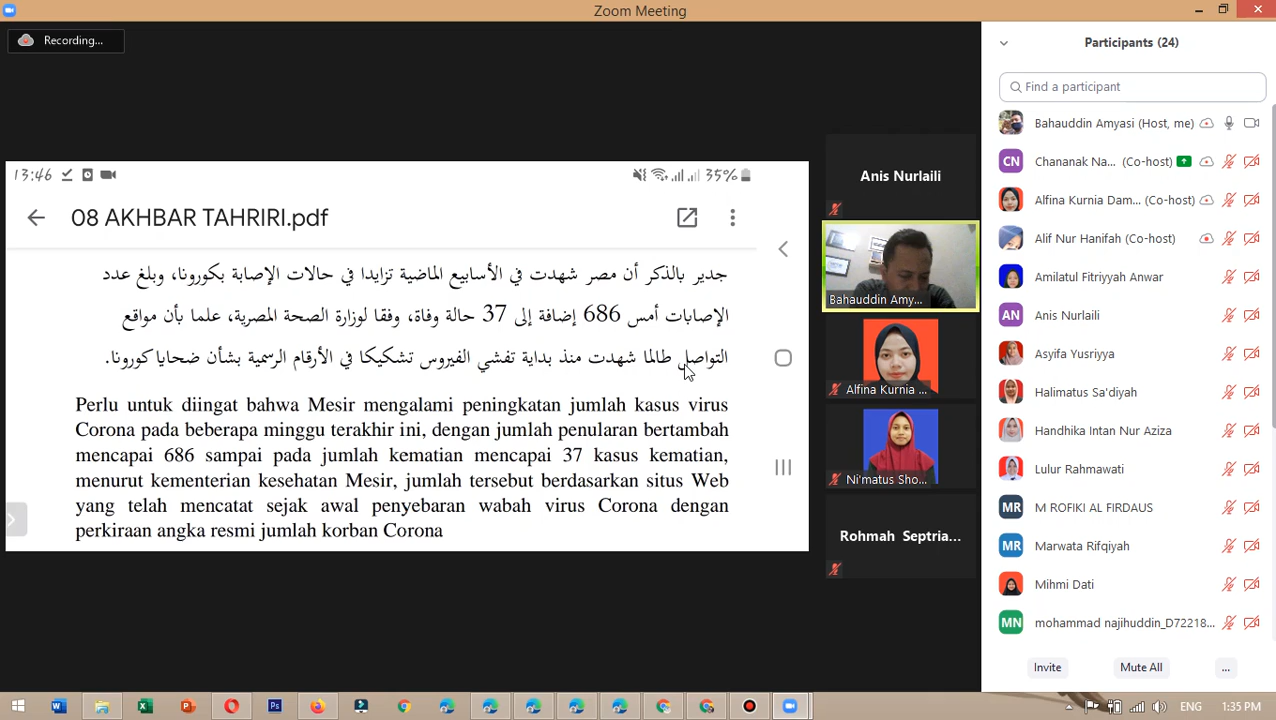 Zoom Meeting
Recording...
13:46
35%
08 AKHBAR TAHRIRI.pdf
جدير بالذكر أن مصر شهدت في الأسابيع الماضية تزايدا في حالات الإصابة بكورونا، وبلغ عدد
الإصابات أمس 686 إضافة إلى 37 حالة وفاة، وفقا لوزارة الصحة المصرية، علما بأن مواقع
التواصل طالما شهدت منذ بداية تفشي الفيروس تشكيكا في الأرقام الرسمية بشأن ضحايا كورونا.
Perlu untuk diingat bahwa Mesir mengalami peningkatan jumlah kasus virus
Corona pada beberapa minggu terakhir ini, dengan jumlah penularan bertambah
mencapai 686 sampai pada jumlah kematian mencapai 37 kasus kematian,
menurut kementerian kesehatan Mesir, jumlah tersebut berdasarkan situs Web
yang telah mencatat sejak awal penyebaran wabah virus Corona dengan
perkiraan angka resmi jumlah korban Corona
Anis Nurlaili
Bahauddin Amy...
Alfina Kurnia ...
Ni'matus Sho...
Rohmah Septria...
Participants (24)
Find a participant
Bahauddin Amyasi (Host, me)
CN Chananak Na... (Co-host)
Alfina Kurnia Dam... (Co-host)
Alif Nur Hanifah (Co-host)
Amilatul Fitriyyah Anwar
AN Anis Nurlaili
Asyifa Yusriyya
Halimatus Sa'diyah
Handhika Intan Nur Aziza
Lulur Rahmawati
MR M ROFIKI AL FIRDAUS
MR Marwata Rifqiyah
Mihmi Dati
MN mohammad najihuddin_D72218...
Invite
Mute All
...
ENG
1:35 PM